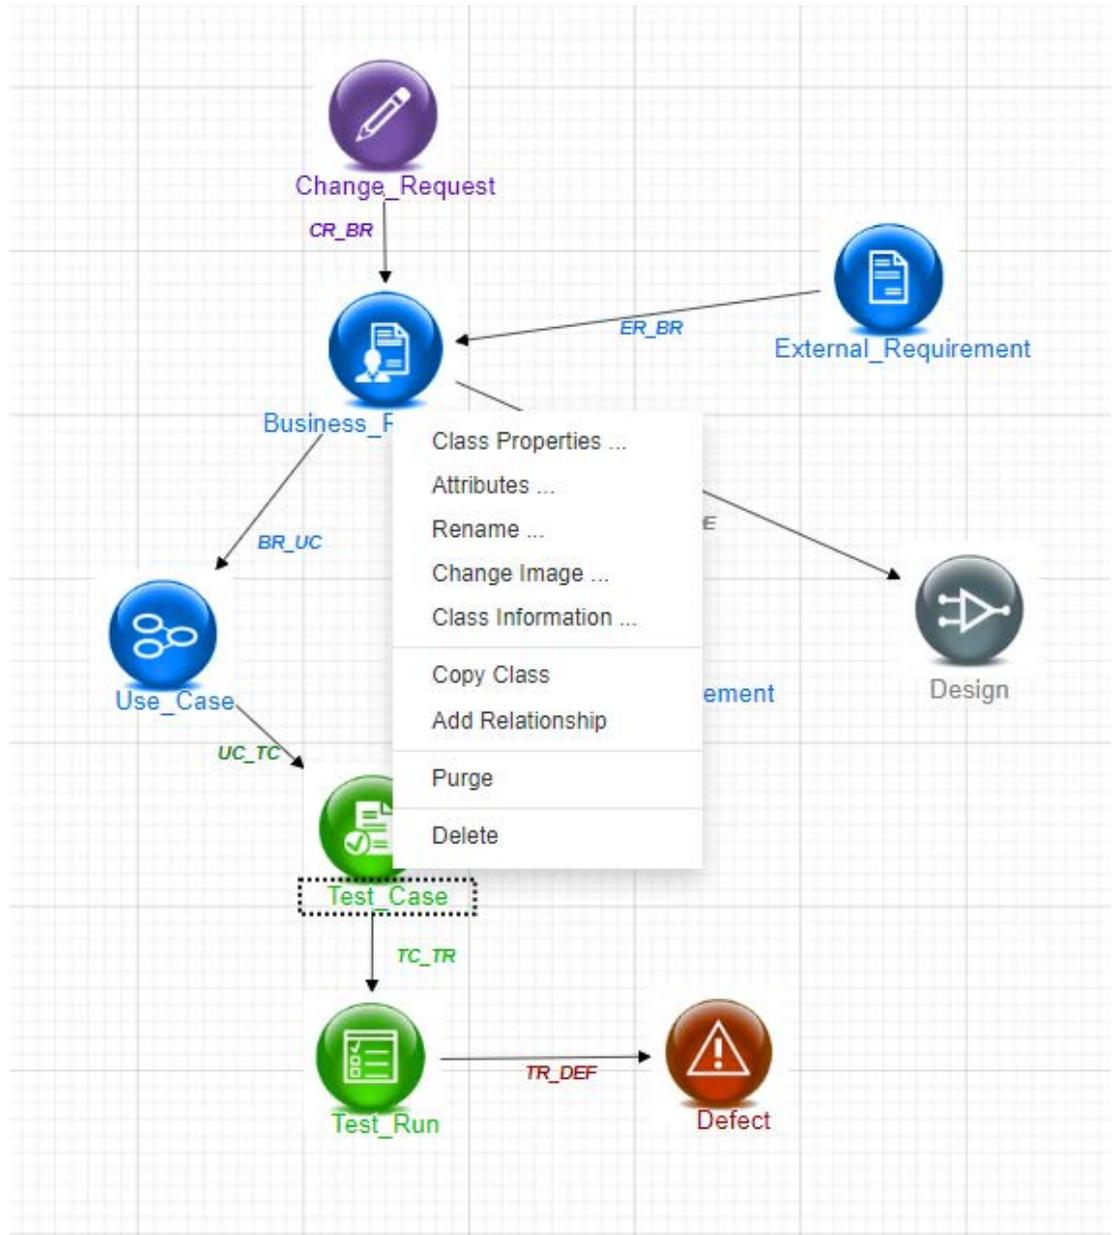 Change_Request
CR_BR
ER_BR
External_Requirement
Business_R
Class Properties ...
Attributes ...
Rename ...
Change Image ...
Class Information ...
Copy Class
Add Relationship
Purge
Delete
E
BR_UC
Use_Case
ement
Design
UC_TC
Test_Case
TC_TR
Test_Run
TR_DEF
Defect